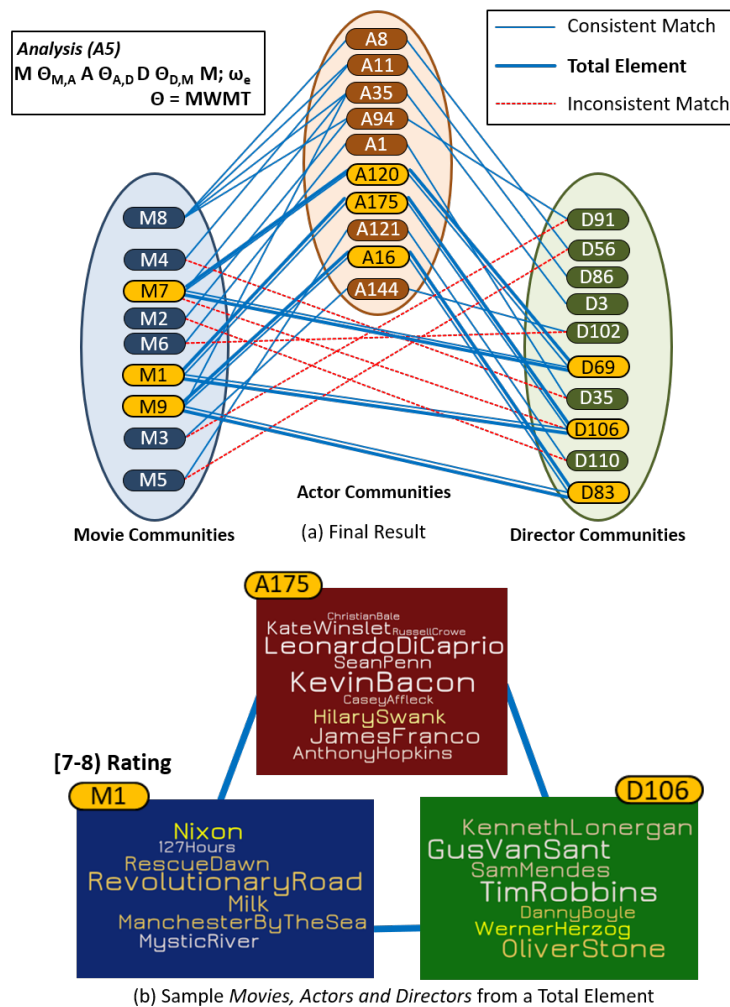 Analysis (A5)
M Θ_M,A A Θ_A,D D Θ_D,M M; ω_e
Θ = MWMT
Consistent Match
Total Element
Inconsistent Match
A8
A11
A35
A94
A1
A120
A175
A121
A16
A144
M8
M4
M7
M2
M6
M1
M9
M3
M5
D91
D56
D86
D3
D102
D69
D35
D106
D110
D83
Actor Communities
Movie Communities
(a) Final Result
Director Communities
A175
ChristianBale
KateWinslet RussellCrowe
LeonardoDiCaprio
SeanPenn
KevinBacon
CaseyAffleck
HilarySwank
JamesFranco
AnthonyHopkins
[7-8) Rating
M1
Nixon
127Hours
RescueDawn
RevolutionaryRoad
Milk
ManchesterByTheSea
MysticRiver
D106
KennethLonergan
GusVanSant
SamMendes
TimRobbins
DannyBoyle
WernerHerzog
OliverStone
(b) Sample Movies, Actors and Directors from a Total Element